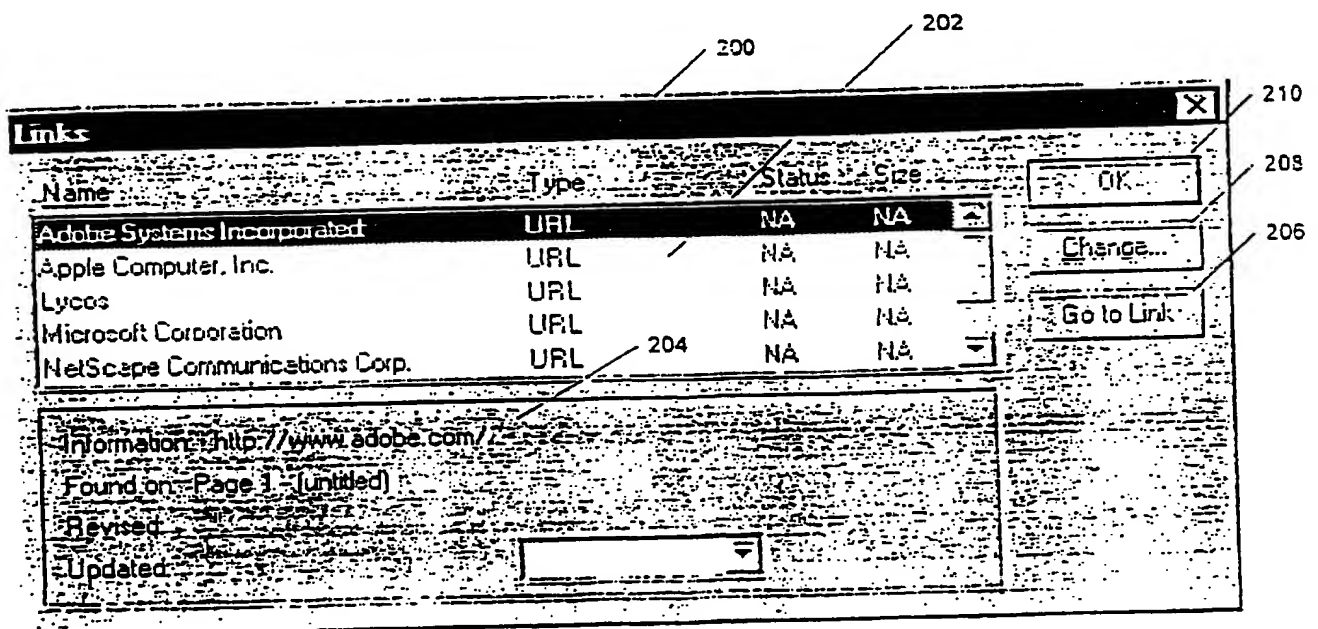 202
200
210
Links
Name Type Status Size OK
208
Adobe Systems Incorporated URL NA NA
Change...
206
Apple Computer, Inc. URL NA NA
Lycos URL NA NA
Go to Link
Microsoft Corporation URL NA NA
204
NetScape Communications Corp. URL NA NA
Information: http://www.adobe.com/
Found on: Page 1 - (untitled)
Revised:
Updated: